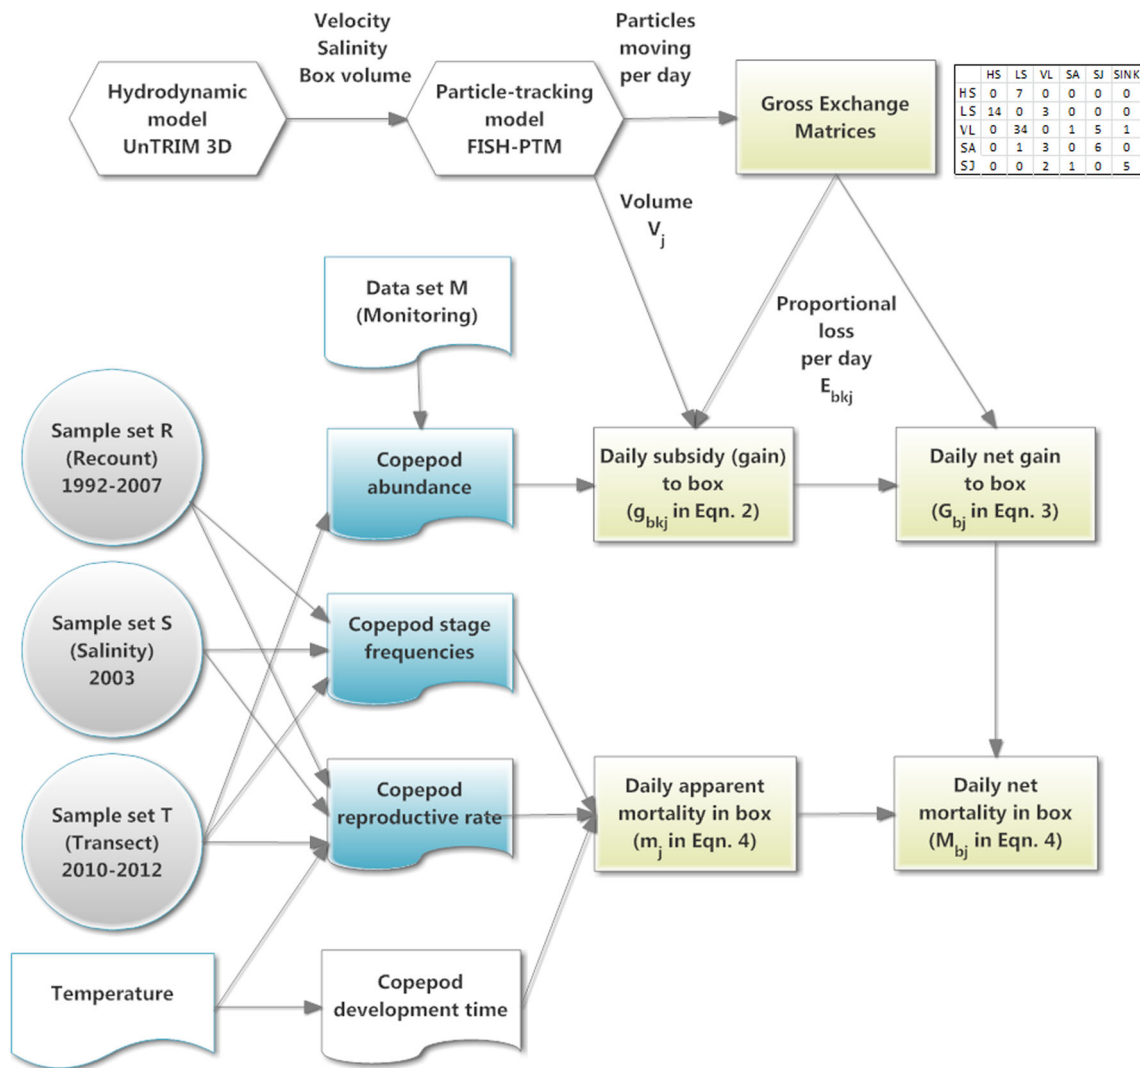 Velocity
Salinity
Box volume
Particles
moving
per day
Hydrodynamic
model
UnTRIM 3D
Particle-tracking
model
FISH-PTM
Gross Exchange
Matrices
HS LS VL SA SJ SINK
HS 0 7 0 0 0 0
LS 14 0 3 0 0 0
VL 0 34 0 1 5 1
SA 0 1 3 0 6 0
SJ 0 0 2 1 0 5
Volume
Vj
Data set M
(Monitoring)
Proportional
loss
per day
Ebkj
Sample set R
(Recount)
1992-2007
Copepod
abundance
Daily subsidy (gain)
to box
(gbkj in Eqn. 2)
Daily net gain
to box
(Gbj in Eqn. 3)
Sample set S
(Salinity)
2003
Copepod stage
frequencies
Sample set T
(Transect)
2010-2012
Copepod
reproductive rate
Daily apparent
mortality in box
(mj in Eqn. 4)
Daily net
mortality in box
(Mbj in Eqn. 4)
Temperature
Copepod
development time